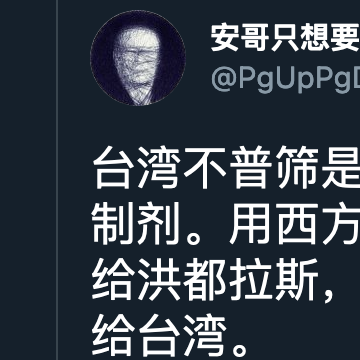 安哥只想要
@PgUpPgD
台湾不普筛是
制剂。用西方
给洪都拉斯，
给台湾。